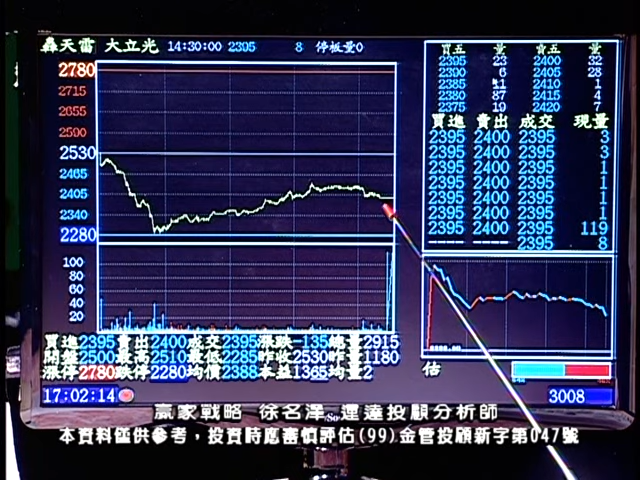 轟天雷 大立光 14:30:00 2395 8 停板量0
2780
2715
2655
2590
2530
2465
2405
2340
2280
100
80
60
40
20
買五 量 賣五 量
2395 23 2400 32
2390 6 2405 28
2385 11 2410 1
2380 87 2415 4
2375 19 2420 7
買進 賣出 成交 現量
2395 2400 2395 3
2395 2400 2395 3
2395 2400 2395 1
2395 2400 2395 1
2395 2400 2395 1
2395 2400 2395 1
2395 2400 2395 119
---- ---- 2395 8
買進2395賣出2400成交2395漲跌-135總量2915
開盤2500最高2510最低2285昨收2530昨量1180
漲停2780跌停2280均價2388本益1365均量2
估
17:02:14
3008
贏家戰略 徐名澤 運達投顧分析師
本資料僅供參考，投資時應審慎評估(99)金管投顧新字第047號